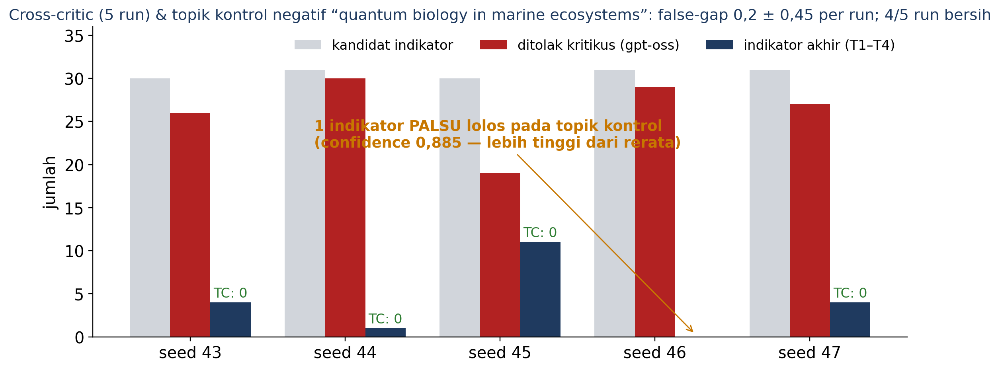 Cross-critic (5 run) & topik kontrol negatif “quantum biology in marine ecosystems”: false-gap 0,2 ± 0,45 per run; 4/5 run bersih
kandidat indikator
ditolak kritikus (gpt-oss)
indikator akhir (T1–T4)
jumlah
35
30
25
20
15
10
5
0
1 indikator PALSU lolos pada topik kontrol
(confidence 0,885 — lebih tinggi dari rerata)
TC: 0
TC: 0
TC: 0
TC: 0
seed 43
seed 44
seed 45
seed 46
seed 47